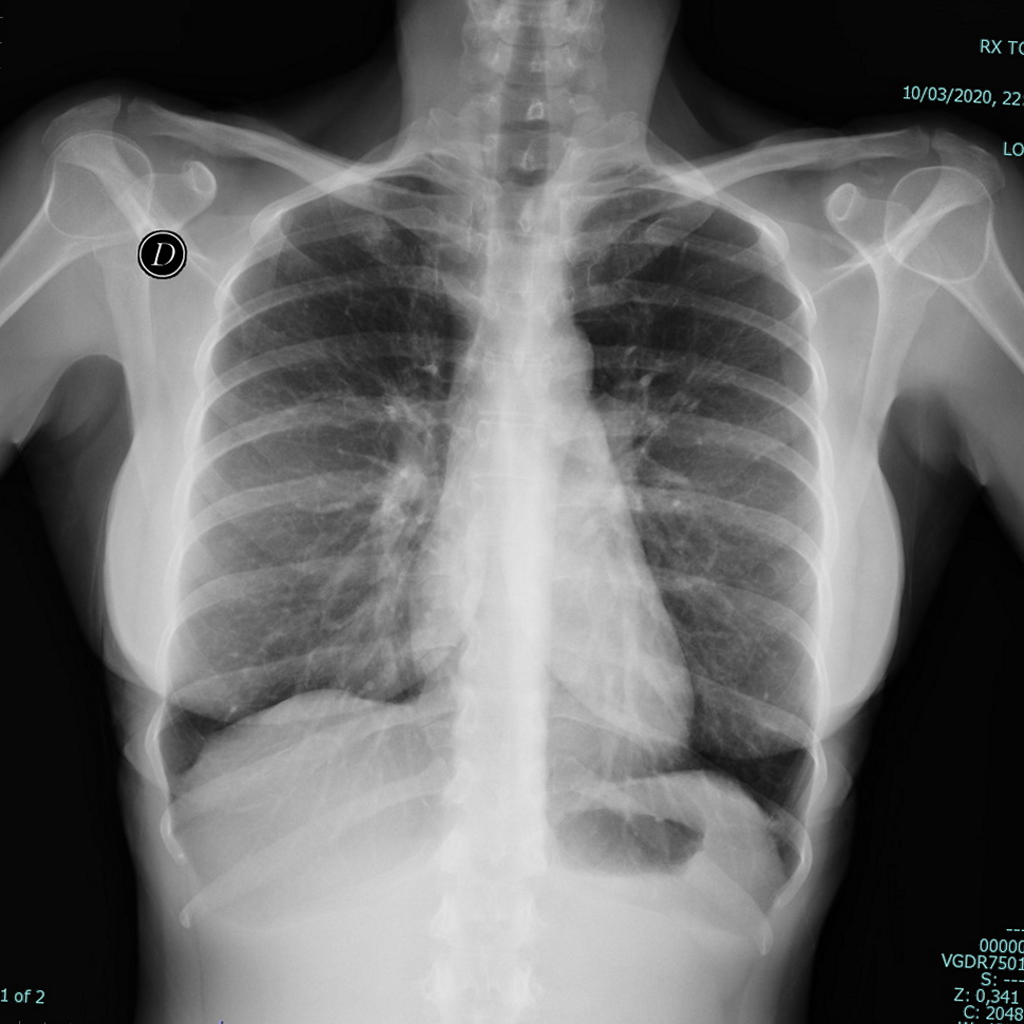 RX TO
10/03/2020, 22:
LO
D
---
00000
VGDR7501
S: ---
Z: 0,341
C: 2048
1 of 2